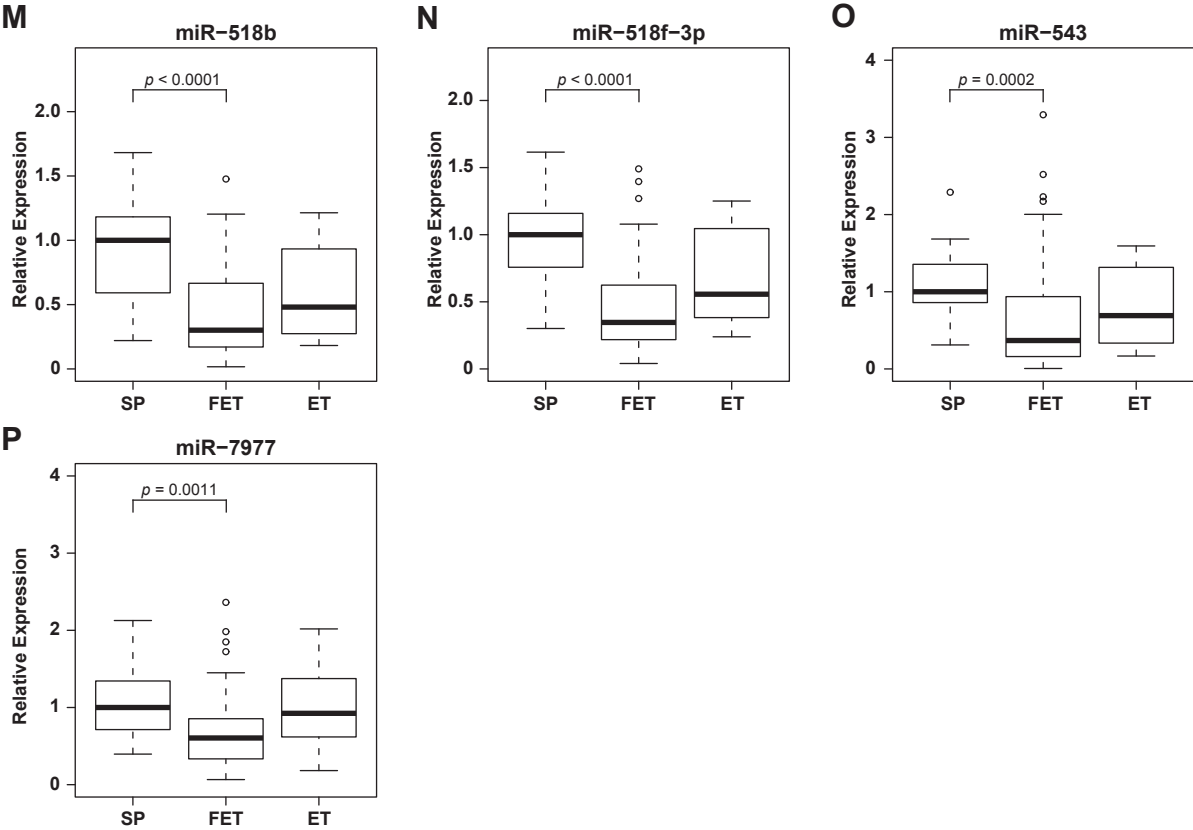 M
miR−518b
p < 0.0001
Relative Expression
2.0
1.5
1.0
0.5
0
SP FET ET
N
miR−518f−3p
p < 0.0001
Relative Expression
2.0
1.5
1.0
0.5
0
SP FET ET
O
miR−543
p = 0.0002
Relative Expression
4
3
2
1
0
SP FET ET
P
miR−7977
p = 0.0011
Relative Expression
4
3
2
1
0
SP FET ET